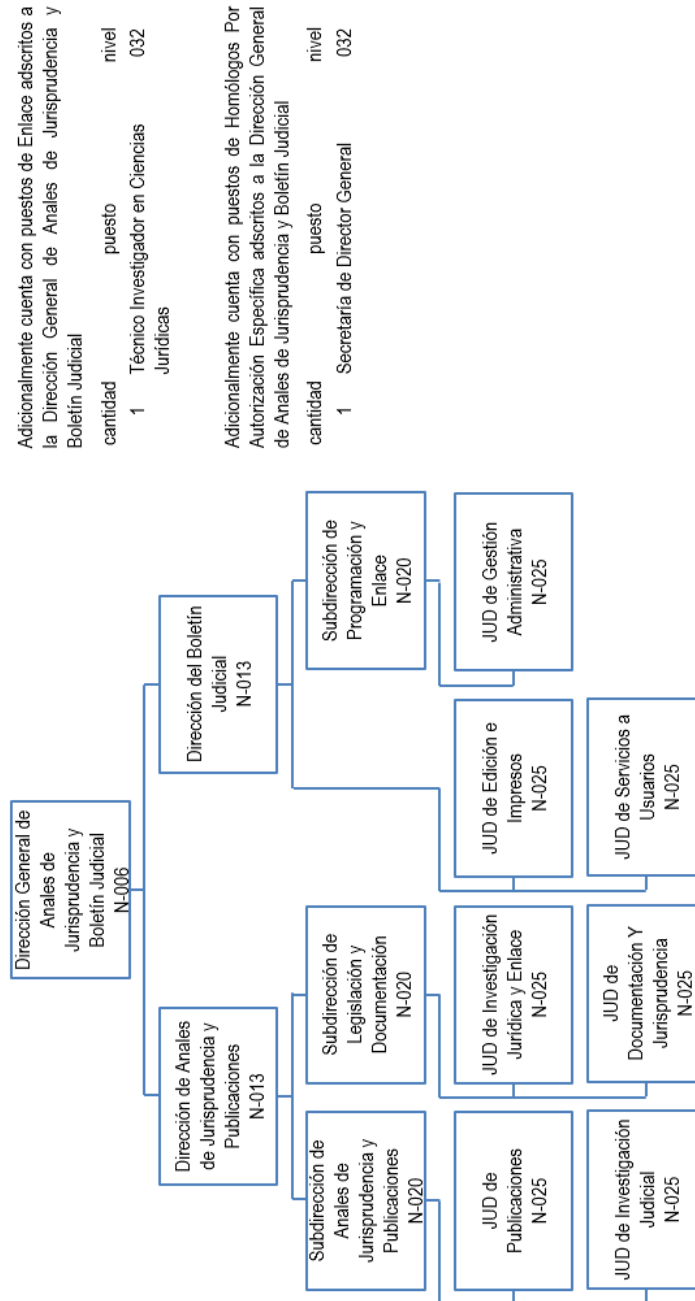 Dirección General de
Anales de
Jurisprudencia y
Boletín Judicial
N-006
Dirección de Anales
de Jurisprudencia y
Publicaciones
N-013
Dirección del Boletín
Judicial
N-013
Subdirección de
Anales de
Jurisprudencia y
Publicaciones
N-020
Subdirección de
Legislación y
Documentación
N-020
Subdirección de
Programación y
Enlace
N-020
JUD de
Publicaciones
N-025
JUD de Investigación
Jurídica y Enlace
N-025
JUD de Edición e
Impresos
N-025
JUD de Gestión
Administrativa
N-025
JUD de Investigación
Judicial
N-025
JUD de
Documentación Y
Jurisprudencia
N-025
JUD de Servicios a
Usuarios
N-025
Adicionalmente cuenta con puestos de Enlace adscritos a
la Dirección General de Anales de Jurisprudencia y
Boletín Judicial
cantidad puesto nivel
1 Técnico Investigador en Ciencias 032
Jurídicas
Adicionalmente cuenta con puestos de Homólogos Por
Autorización Específica adscritos a la Dirección General
de Anales de Jurisprudencia y Boletín Judicial
cantidad puesto nivel
1 Secretaría de Director General 032